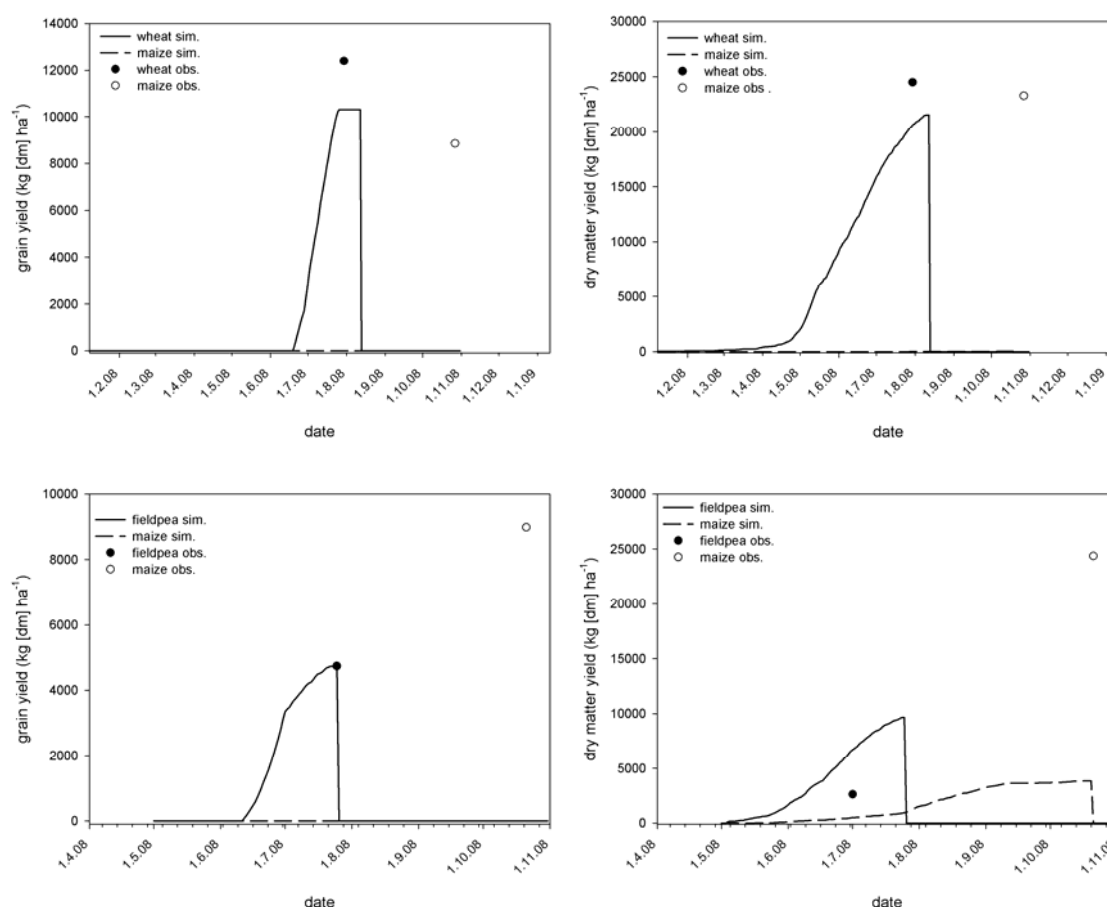 14000
12000
10000
8000
6000
4000
2000
0
grain yield (kg [dm] ha⁻¹)
wheat sim.
maize sim.
wheat obs.
maize obs.
1.2.08
1.3.08
1.4.08
1.5.08
1.6.08
1.7.08
1.8.08
1.9.08
1.10.08
1.11.08
1.12.08
1.1.09
date
30000
25000
20000
15000
10000
5000
0
dry matter yield (kg [dm] ha⁻¹)
wheat sim.
maize sim.
wheat obs.
maize obs .
1.2.08
1.3.08
1.4.08
1.5.08
1.6.08
1.7.08
1.8.08
1.9.08
1.10.08
1.11.08
1.12.08
1.1.09
date
10000
8000
6000
4000
2000
0
grain yield (kg [dm] ha⁻¹)
fieldpea sim.
maize sim.
fieldpea obs.
maize obs.
1.4.08
1.5.08
1.6.08
1.7.08
1.8.08
1.9.08
1.10.08
1.11.08
date
30000
25000
20000
15000
10000
5000
0
dry matter yield (kg [dm] ha⁻¹)
fieldpea sim.
maize sim.
fieldpea obs.
maize obs.
1.4.08
1.5.08
1.6.08
1.7.08
1.8.08
1.9.08
1.10.08
date